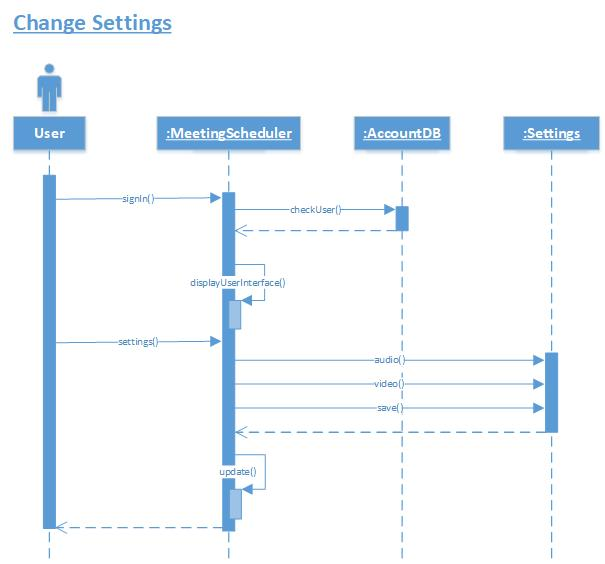 Change Settings
User
:MeetingScheduler
:AccountDB
:Settings
signIn()
checkUser()
displayUserInterface()
settings()
audio()
video()
save()
update()